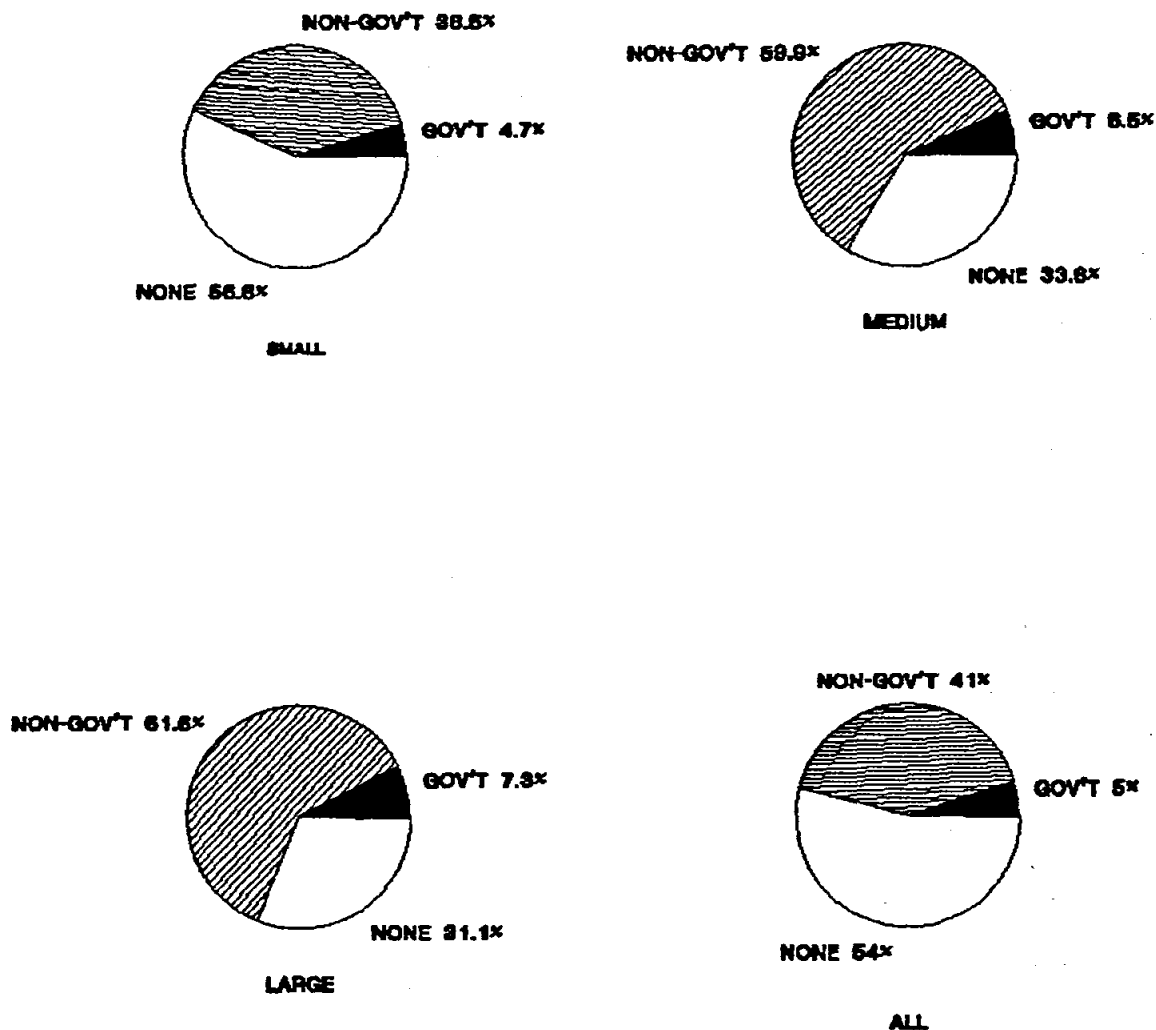 NON-GOV'T 38.5%
GOV'T 4.7%
NONE 56.8%
SMALL
NON-GOV'T 59.9%
GOV'T 6.5%
NONE 33.6%
MEDIUM
NON-GOV'T 61.6%
GOV'T 7.3%
NONE 31.1%
LARGE
NON-GOV'T 41%
GOV'T 5%
NONE 54%
ALL